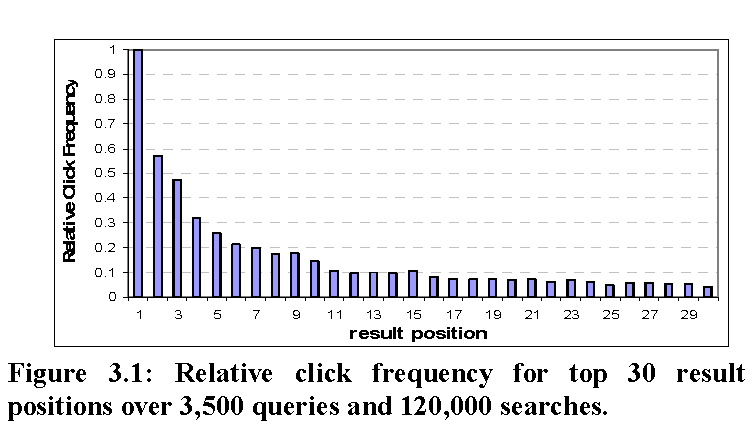 1
0.9
0.8
0.7
0.6
0.5
0.4
0.3
0.2
0.1
0
Relative Click Frequency
1 3 5 7 9 11 13 15 17 19 21 23 25 27 29
result position
Figure 3.1: Relative click frequency for top 30 result
positions over 3,500 queries and 120,000 searches.